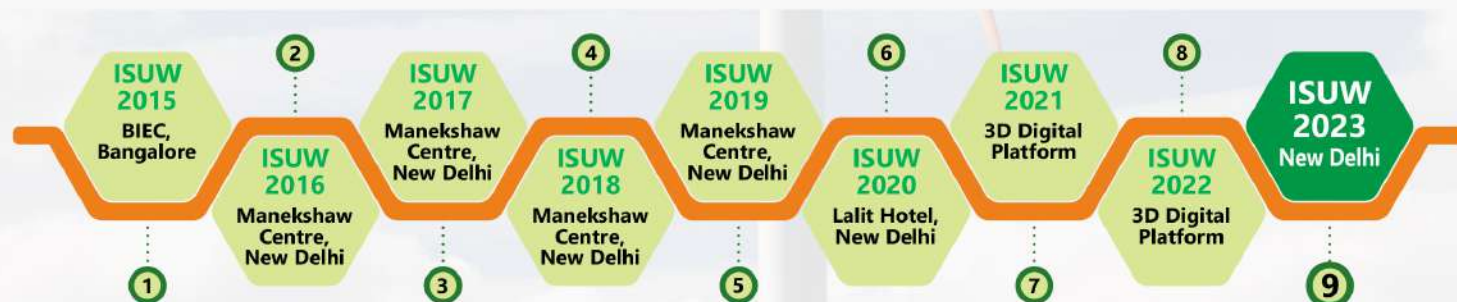 ISUW
2015
BIEC,
Bangalore
1
2
ISUW
2016
Manekshaw
Centre,
New Delhi
ISUW
2017
Manekshaw
Centre,
New Delhi
3
4
ISUW
2018
Manekshaw
Centre,
New Delhi
ISUW
2019
Manekshaw
Centre,
New Delhi
5
6
ISUW
2020
Lalit Hotel,
New Delhi
ISUW
2021
3D Digital
Platform
7
8
ISUW
2022
3D Digital
Platform
ISUW
2023
New Delhi
9